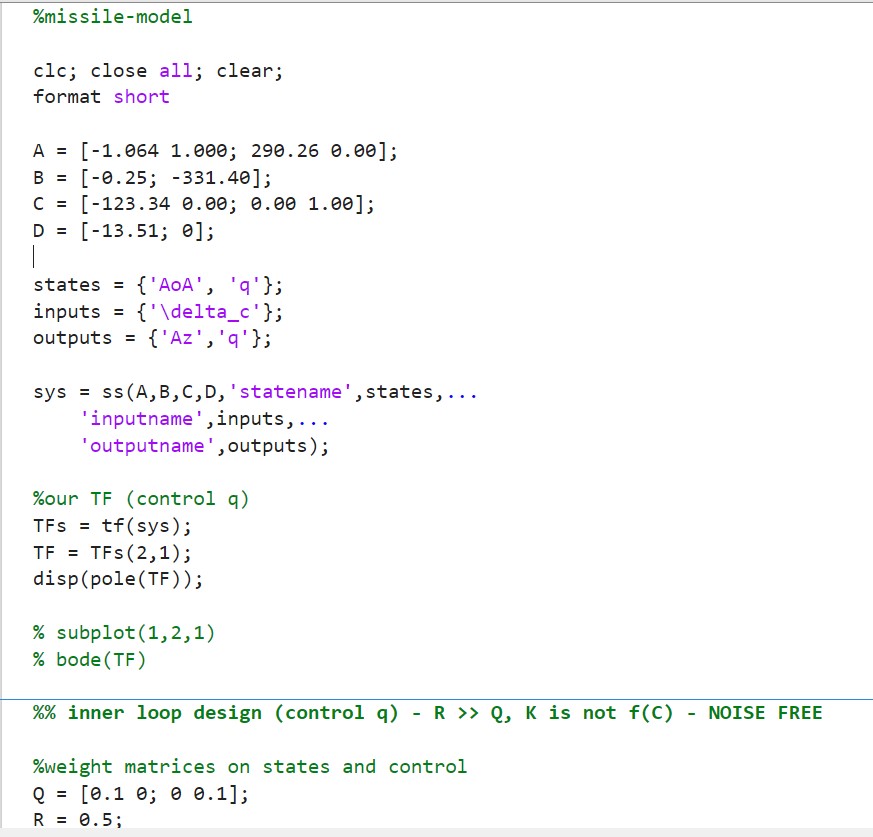 %missile-model
clc; close all; clear;
format short
A = [-1.064 1.000; 290.26 0.00];
B = [-0.25; -331.40];
C = [-123.34 0.00; 0.00 1.00];
D = [-13.51; 0];
states = {'AoA', 'q'};
inputs = {'\delta_c'};
outputs = {'Az','q'};
sys = ss(A,B,C,D,'statename',states,...
'inputname',inputs,...
'outputname',outputs);
%our TF (control q)
TFs = tf(sys);
TF = TFs(2,1);
disp(pole(TF));
% subplot(1,2,1)
% bode(TF)
%% inner loop design (control q) - R >> Q, K is not f(C) - NOISE FREE
%weight matrices on states and control
Q = [0.1 0; 0 0.1];
R = 0.5;